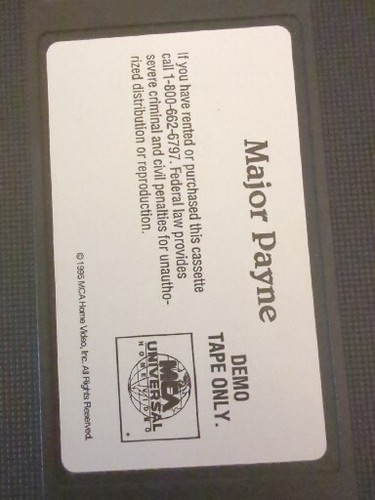 Major Payne
DEMO
TAPE ONLY.
If you have rented or purchased this cassette
call 1-800-662-6797. Federal law provides
severe criminal and civil penalties for unautho-
rized distribution or reproduction.
MCA
UNIVERSAL
HOME VIDEO
© 1995 MCA Home Video, Inc. All Rights Reserved.